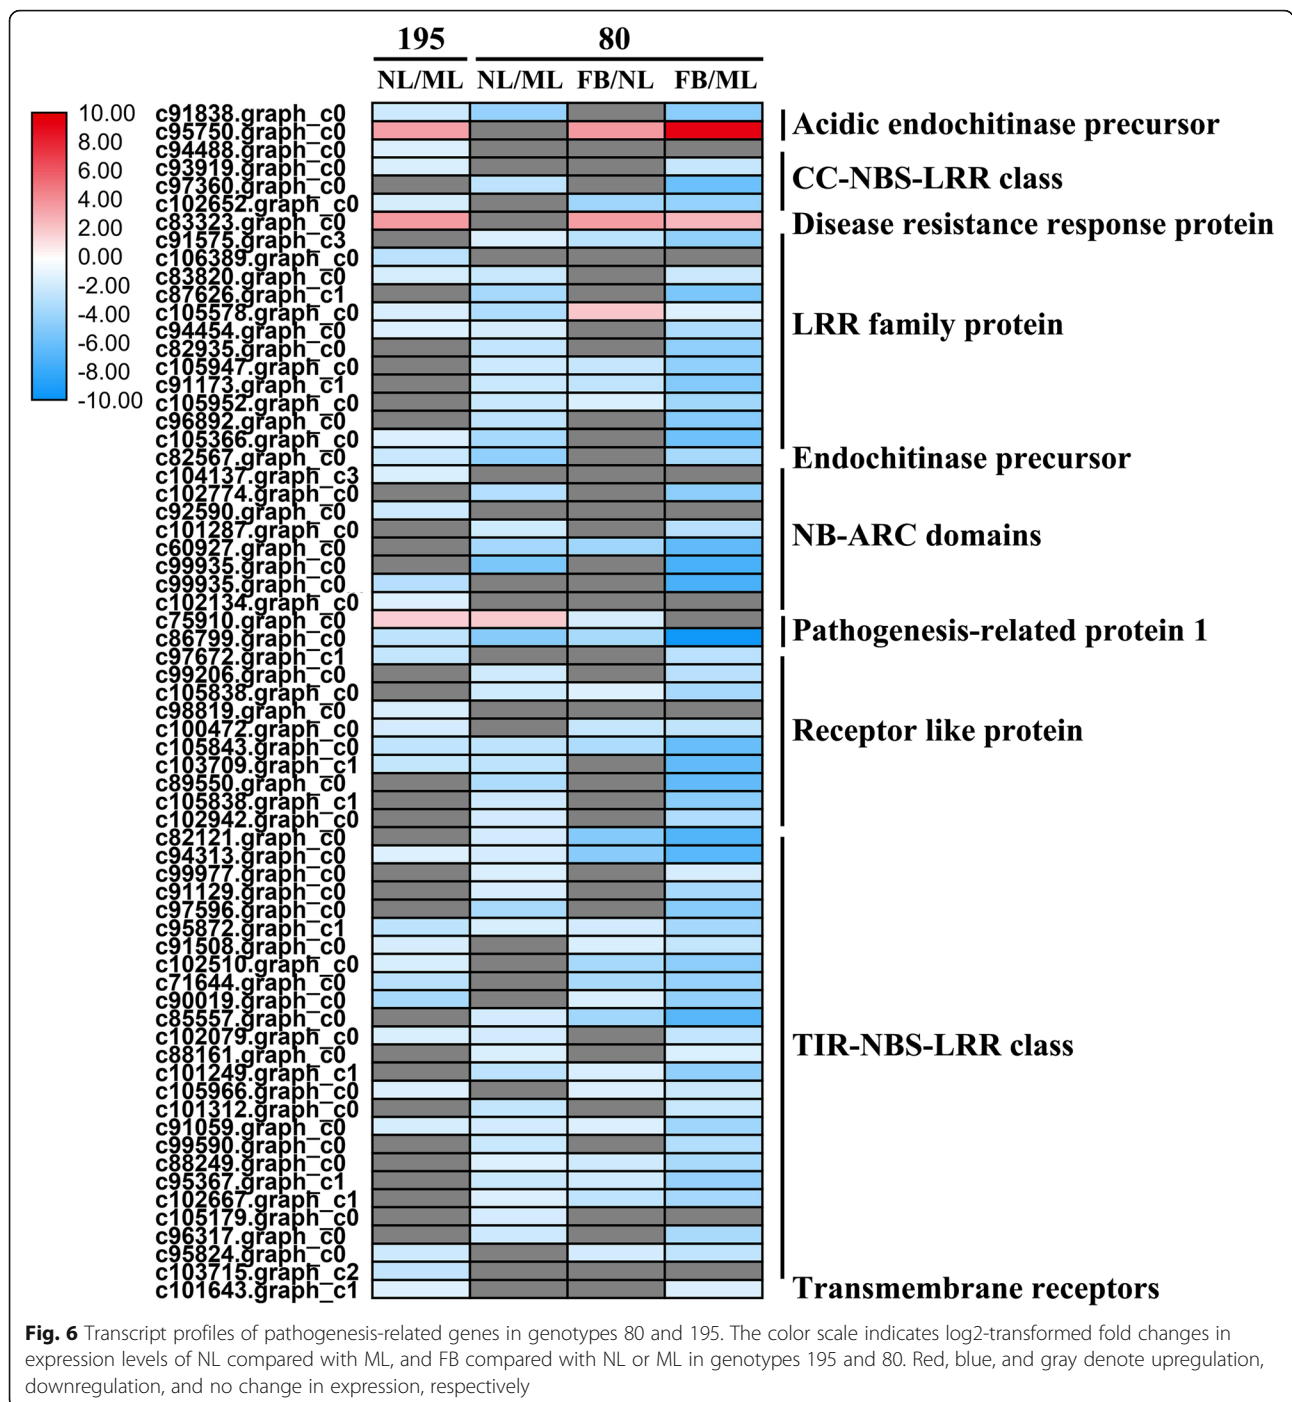 195 80
NL/ML NL/ML FB/NL FB/ML
10.00
8.00
6.00
4.00
2.00
0.00
-2.00
-4.00
-6.00
-8.00
-10.00
c91838.graph_c0
c95750.graph_c0
c94488.graph_c0
c93919.graph_c0
c97360.graph_c0
c102652.graph_c0
c83323.graph_c0
c91575.graph_c3
c106389.graph_c0
c83820.graph_c0
c87626.graph_c1
c105578.graph_c0
c94454.graph_c0
c82935.graph_c0
c105947.graph_c0
c91173.graph_c1
c105952.graph_c0
c96892.graph_c0
c105366.graph_c0
c82567.graph_c0
c104137.graph_c3
c102774.graph_c0
c92590.graph_c0
c101287.graph_c0
c60927.graph_c0
c99935.graph_c0
c99935.graph_c0
c102134.graph_c0
c75910.graph_c0
c86799.graph_c0
c97672.graph_c1
c99206.graph_c0
c105838.graph_c0
c98819.graph_c0
c100472.graph_c0
c105843.graph_c0
c103709.graph_c1
c89550.graph_c0
c105838.graph_c1
c102942.graph_c0
c82121.graph_c0
c94313.graph_c0
c99977.graph_c0
c91129.graph_c0
c97596.graph_c0
c95872.graph_c1
c91508.graph_c0
c102510.graph_c0
c71644.graph_c0
c90019.graph_c0
c85557.graph_c0
c102079.graph_c0
c88161.graph_c0
c101249.graph_c1
c105966.graph_c0
c101312.graph_c0
c91059.graph_c0
c99590.graph_c0
c88249.graph_c0
c95367.graph_c1
c102667.graph_c1
c105179.graph_c0
c96317.graph_c0
c95824.graph_c0
c103715.graph_c2
c101643.graph_c1
Acidic endochitinase precursor
CC-NBS-LRR class
Disease resistance response protein
LRR family protein
Endochitinase precursor
NB-ARC domains
Pathogenesis-related protein 1
Receptor like protein
TIR-NBS-LRR class
Transmembrane receptors
Fig. 6 Transcript profiles of pathogenesis-related genes in genotypes 80 and 195. The color scale indicates log2-transformed fold changes in
expression levels of NL compared with ML, and FB compared with NL or ML in genotypes 195 and 80. Red, blue, and gray denote upregulation,
downregulation, and no change in expression, respectively